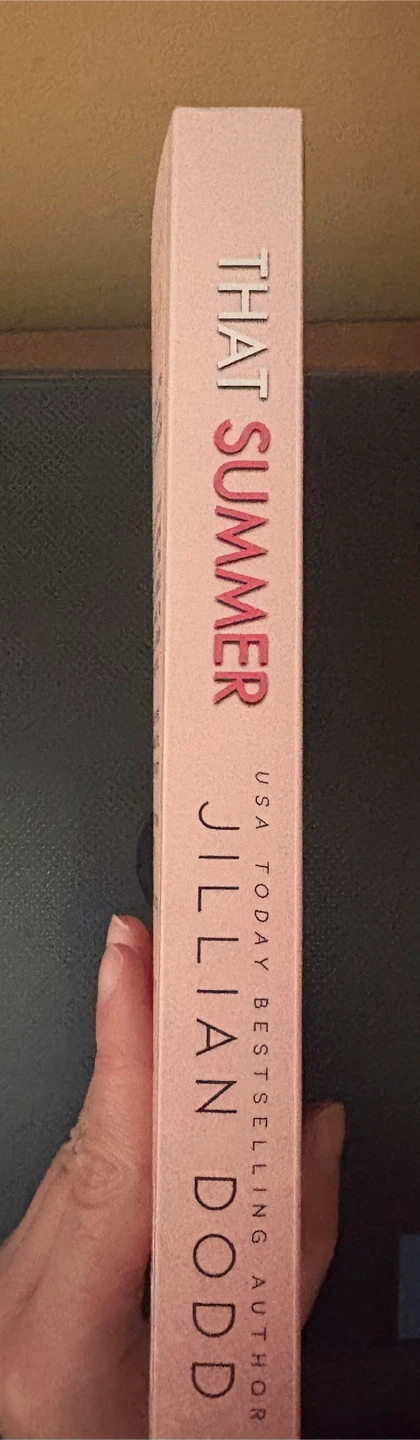 THAT SUMMER
USA TODAY BESTSELLING AUTHOR
JILLIAN DODD